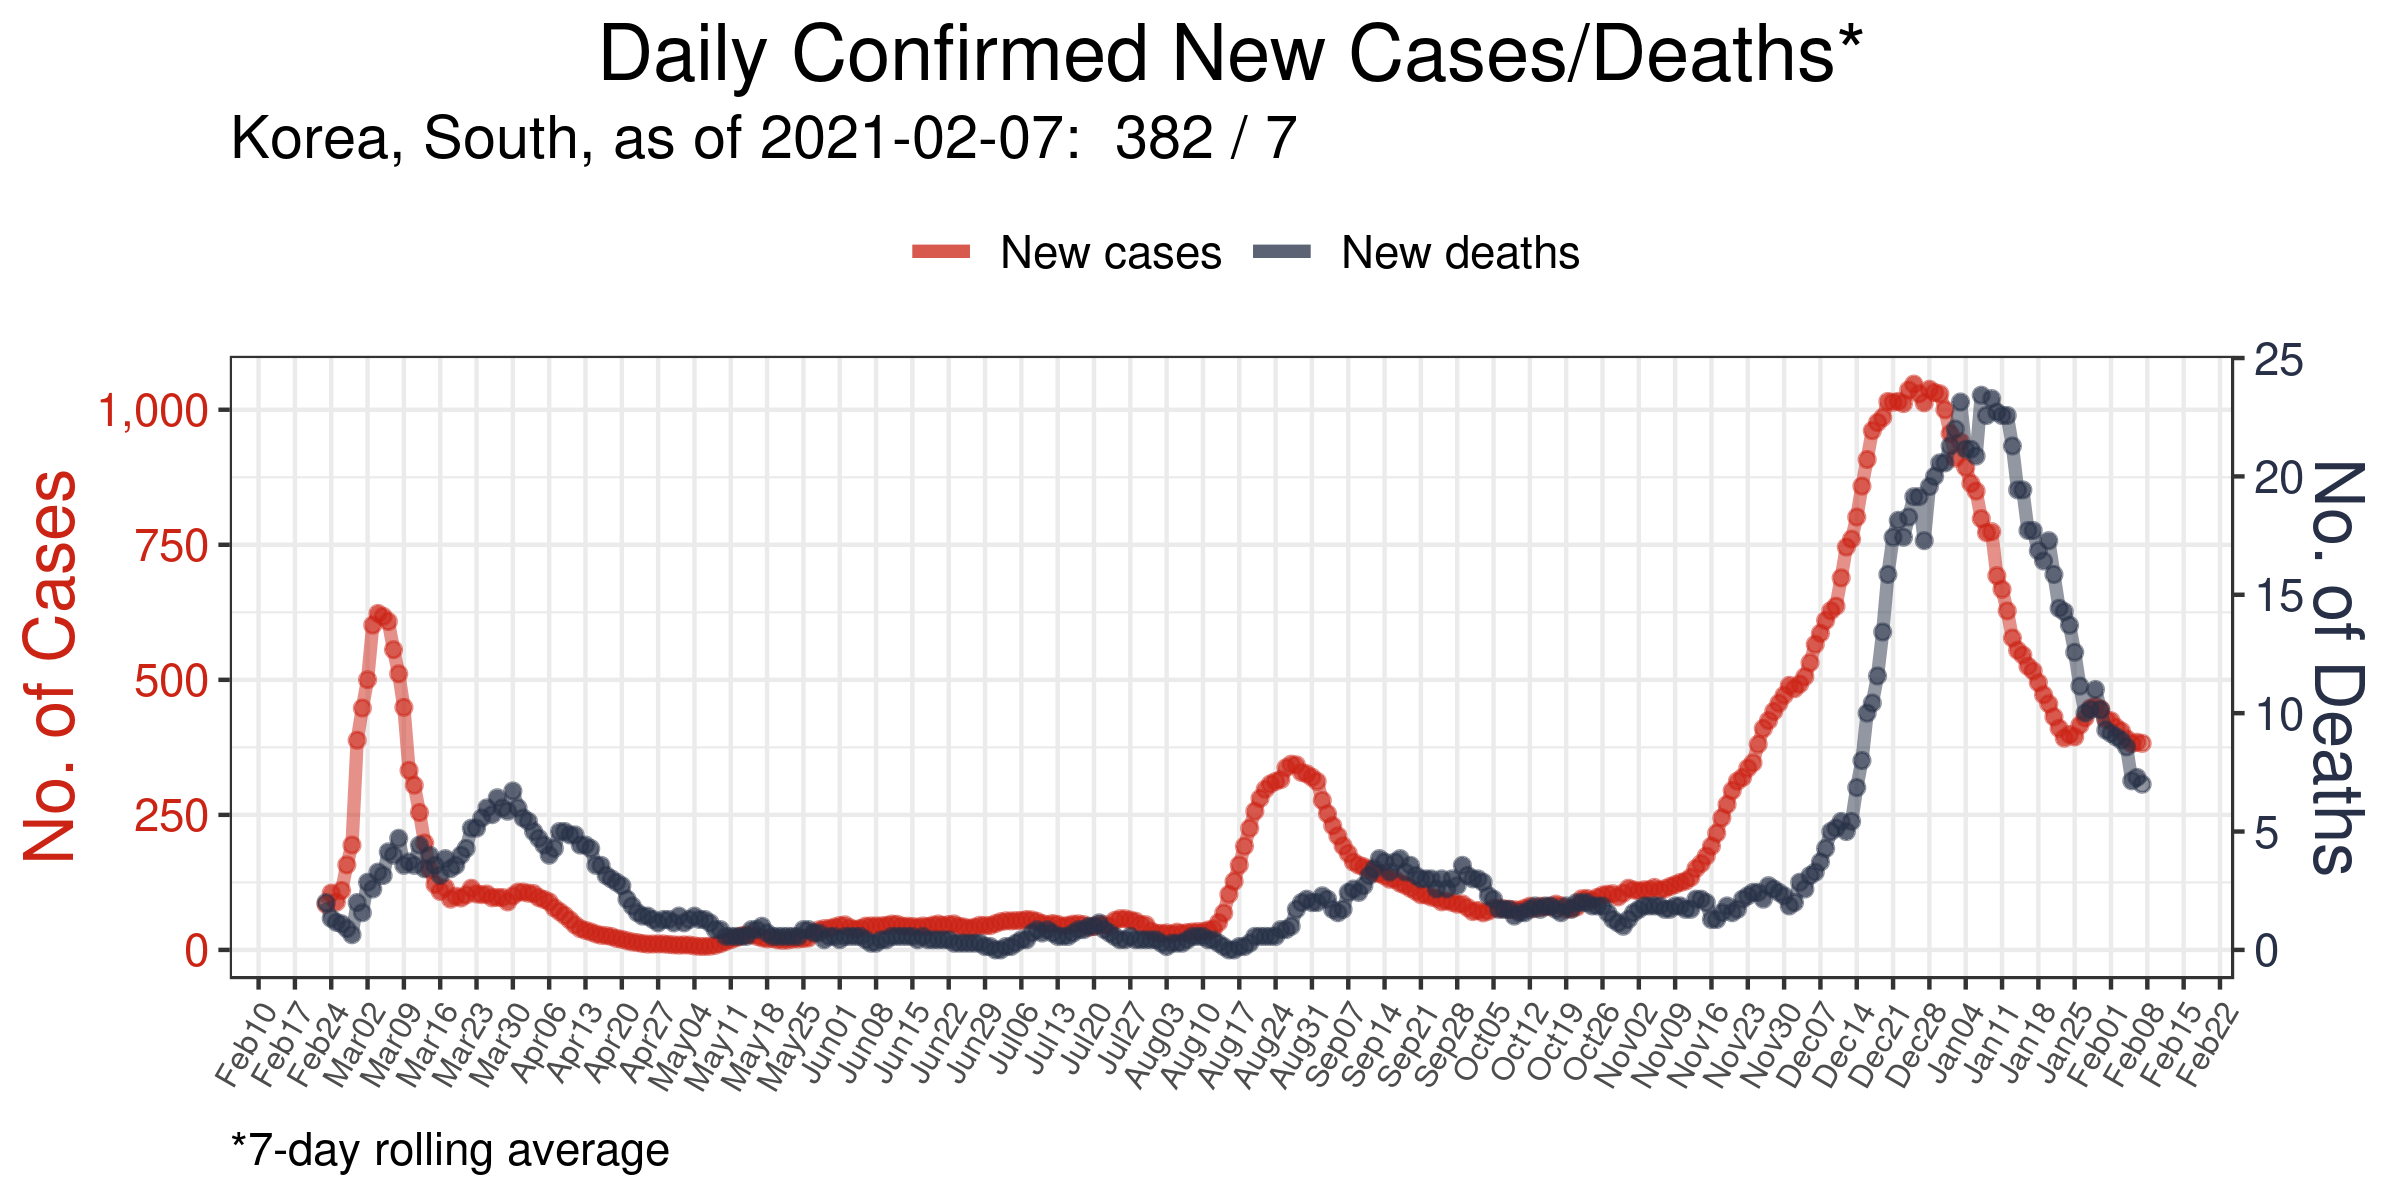 Daily Confirmed New Cases/Deaths*
Korea, South, as of 2021-02-07:  382 / 7
New cases
New deaths
No. of Cases
1,000
750
500
250
0
25
20
15
10
5
0
No. of Deaths
Feb10
Feb17
Feb24
Mar02
Mar09
Mar16
Mar23
Mar30
Apr06
Apr13
Apr20
Apr27
May04
May11
May18
May25
Jun01
Jun08
Jun15
Jun22
Jun29
Jul06
Jul13
Jul20
Jul27
Aug03
Aug10
Aug17
Aug24
Aug31
Sep07
Sep14
Sep21
Sep28
Oct05
Oct12
Oct19
Oct26
Nov02
Nov09
Nov16
Nov23
Nov30
Dec07
Dec14
Dec21
Dec28
Jan04
Jan11
Jan18
Jan25
Feb01
Feb08
Feb15
Feb22
*7-day rolling average